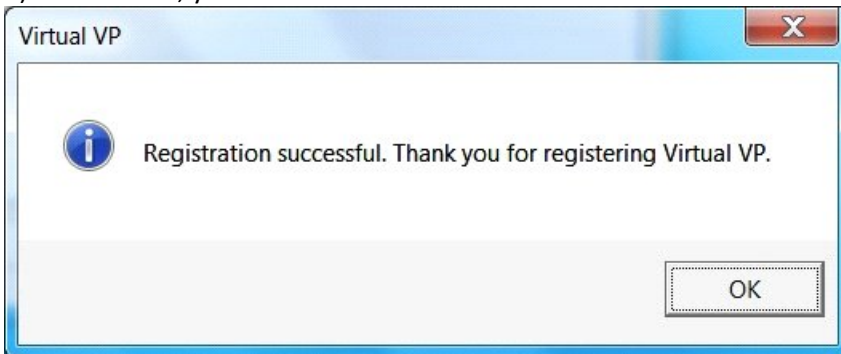 Virtual VP
X
Registration successful. Thank you for registering Virtual VP.
OK